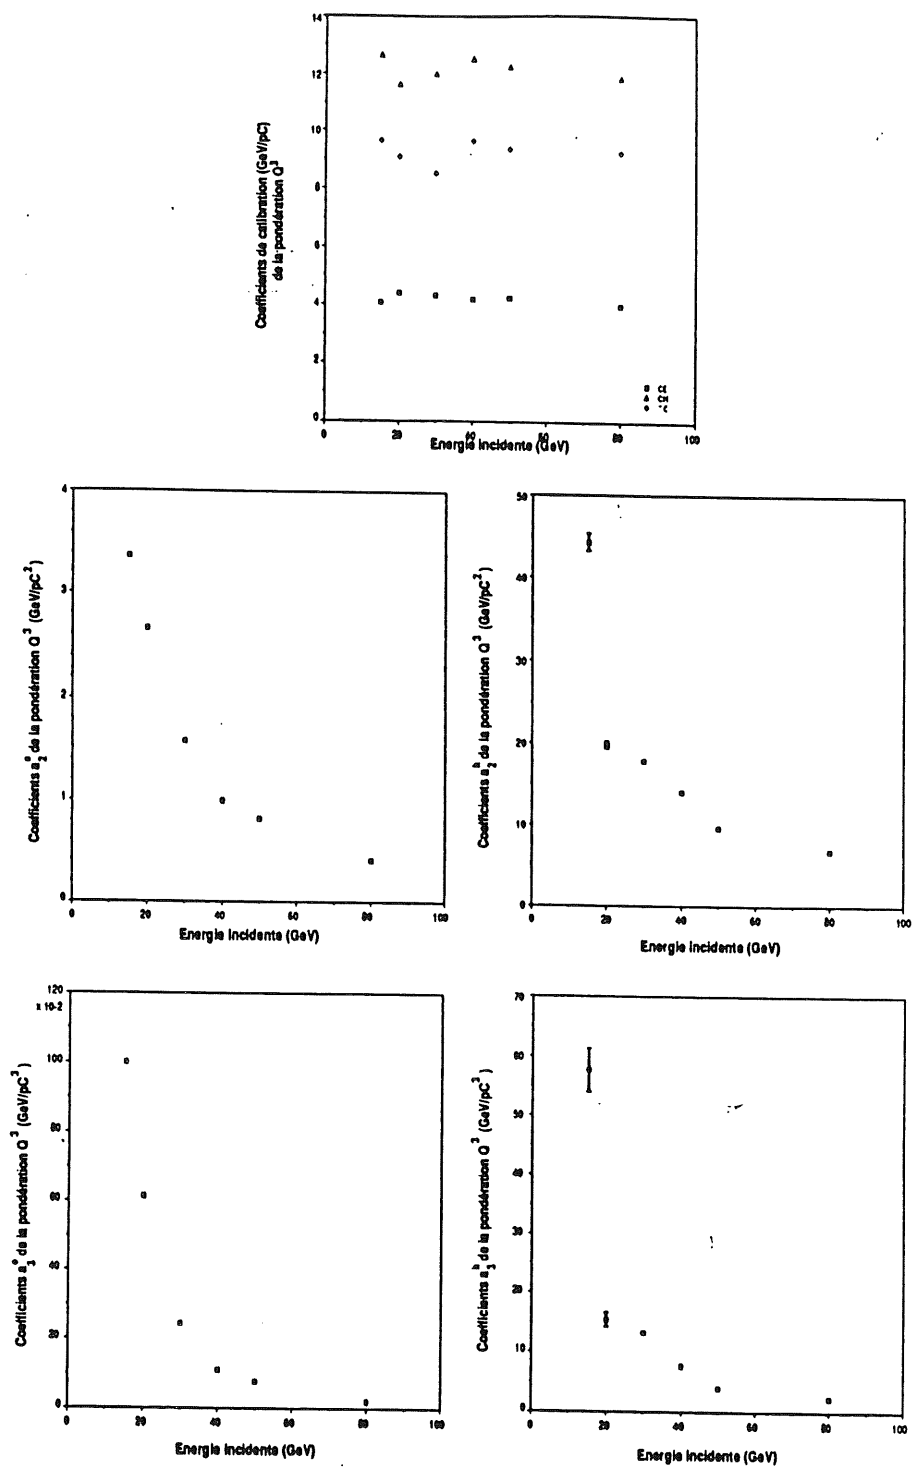 14
12
10
8
6
4
2
0
Coefficients de calibration (GeV/pC)
de la pondération Q³
CE
CH
TC
0 20 40 60 80 100
Energie Incidente (GeV)
4
3
2
1
0
Coefficients a₂ᵉ de la pondération Q³ (GeV/pC²)
0 20 40 60 80 100
Energie Incidente (GeV)
50
40
30
20
10
0
Coefficients a₂ʰ de la pondération Q³ (GeV/pC²)
0 20 40 60 80 100
Energie Incidente (GeV)
120
x 10-2
100
80
60
40
20
0
Coefficients a₃ᵉ de la pondération Q³ (GeV/pC³)
0 20 40 60 80 100
Energie Incidente (GeV)
70
60
50
40
30
20
10
0
Coefficients a₃ʰ de la pondération Q³ (GeV/pC³)
0 20 40 60 80 100
Energie Incidente (GeV)